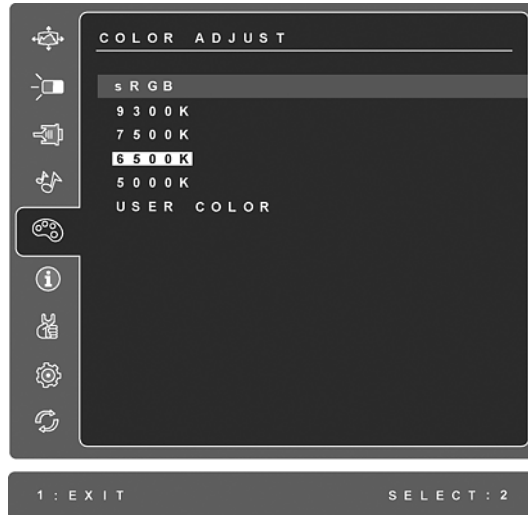 COLOR ADJUST
sRGB
9300K
7500K
6500K
5000K
USER COLOR
1:EXIT SELECT:2